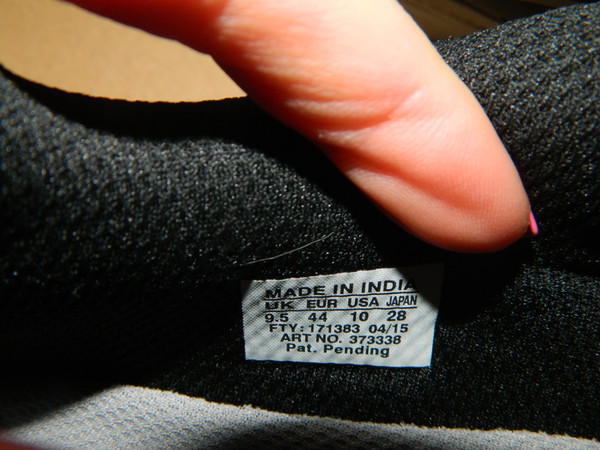 MADE IN INDIA
UK EUR USA JAPAN
9.5 44 10 28
FTY: 171383 04/15
ART NO. 373338
Pat. Pending